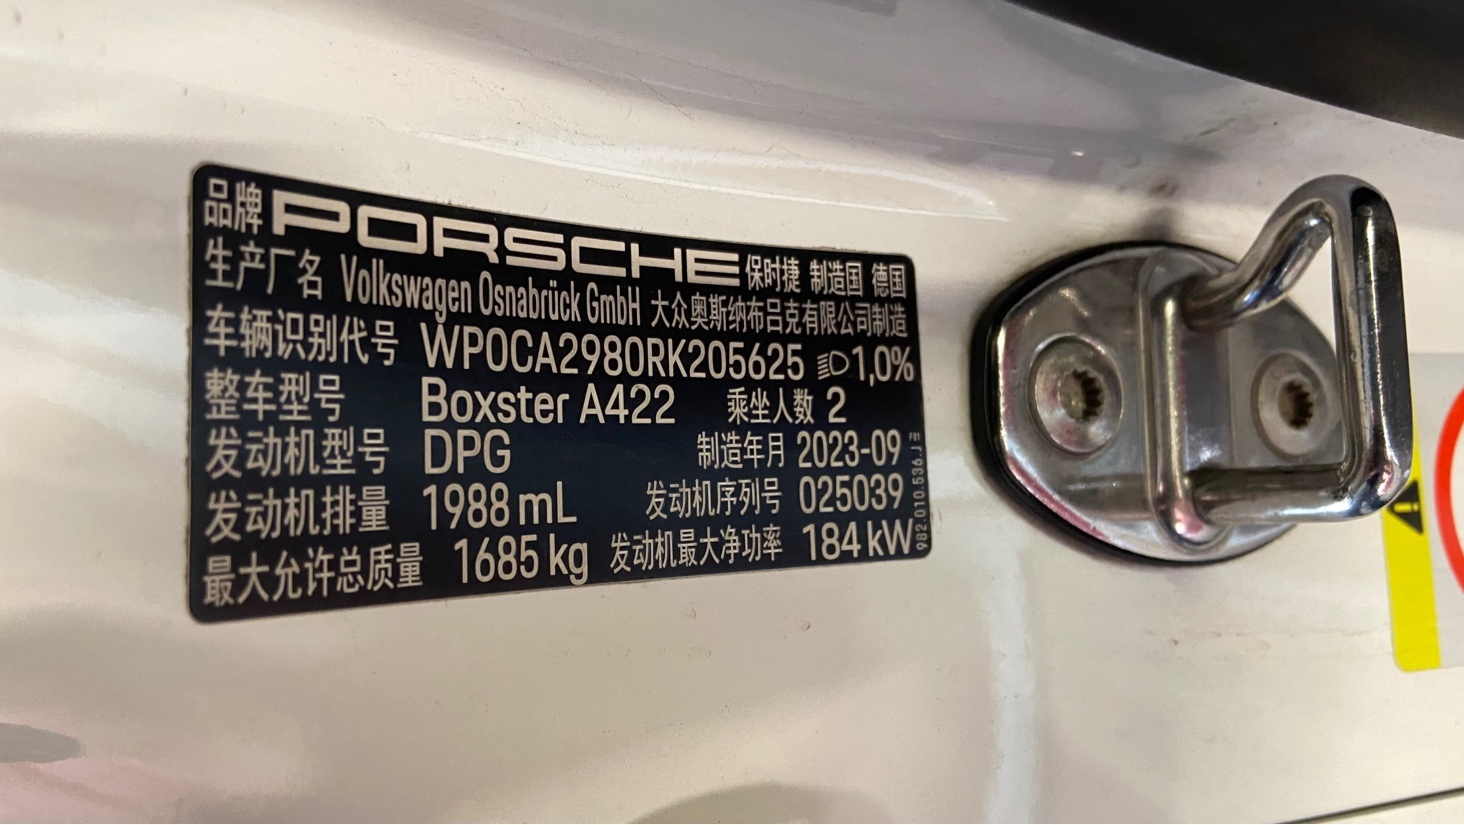 品牌 PORSCHE 保时捷 制造国 德国
生产厂名 Volkswagen Osnabrück GmbH 大众奥斯纳布吕克有限公司制造
车辆识别代号 WP0CA2980RK205625 1,0%
整车型号 Boxster A422 乘坐人数 2
发动机型号 DPG 制造年月 2023-09
发动机排量 1988 mL 发动机序列号 025039
最大允许总质量 1685 kg 发动机最大净功率 184 kW
982.010.536.J F01